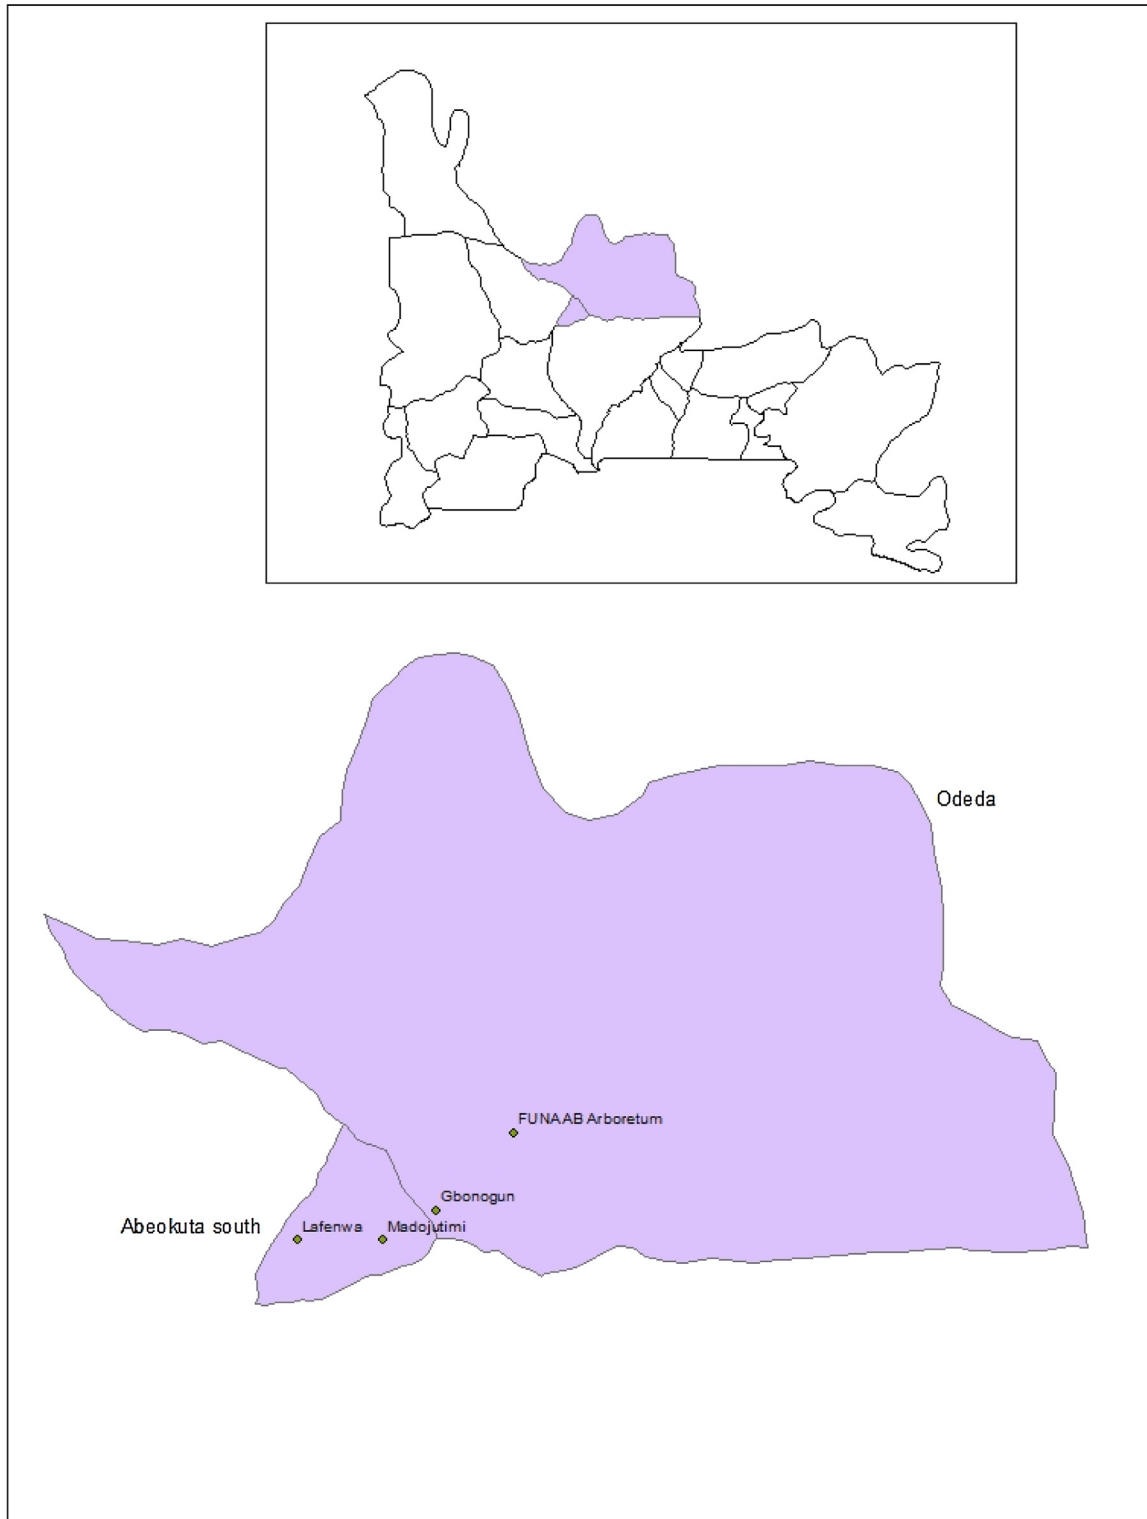 Odeda
FUNAAB Arboretum
Gbonogun
Abeokuta south
Lafenwa
Madojutimi